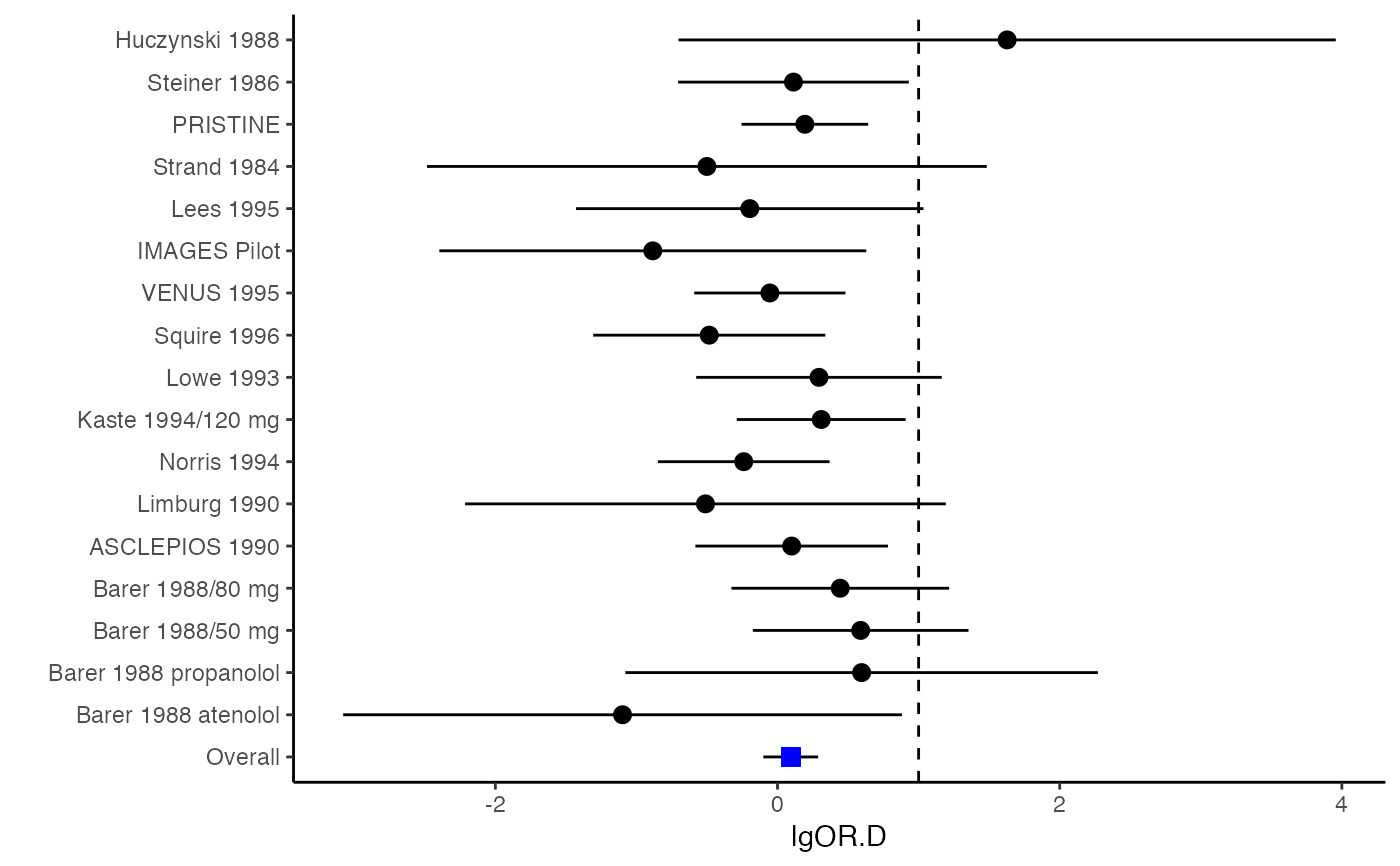 Huczynski 1988
Steiner 1986
PRISTINE
Strand 1984
Lees 1995
IMAGES Pilot
VENUS 1995
Squire 1996
Lowe 1993
Kaste 1994/120 mg
Norris 1994
Limburg 1990
ASCLEPIOS 1990
Barer 1988/80 mg
Barer 1988/50 mg
Barer 1988 propanolol
Barer 1988 atenolol
Overall
-2 0 2 4
lgOR.D